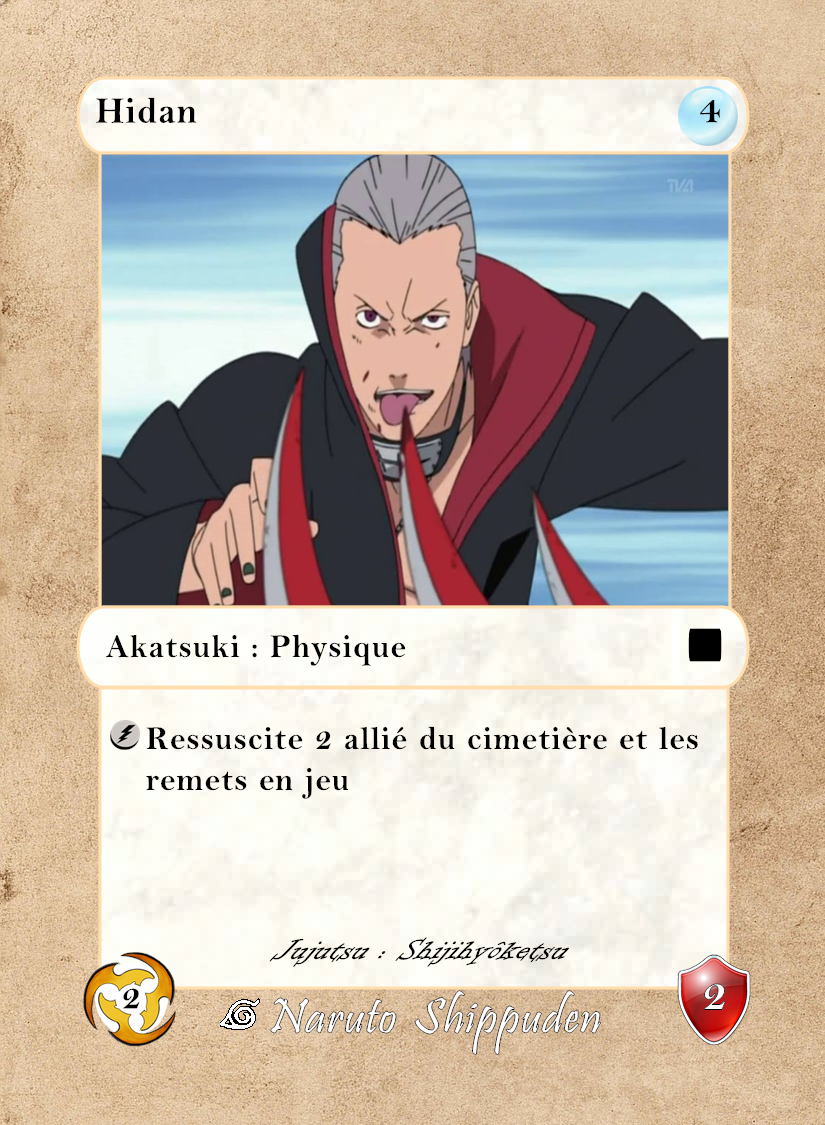 Hidan
4
TVA
Akatsuki : Physique
Ressuscite 2 allié du cimetière et les
remets en jeu
Jujutsu : Shijihyôketsu
2
Naruto Shippuden
2